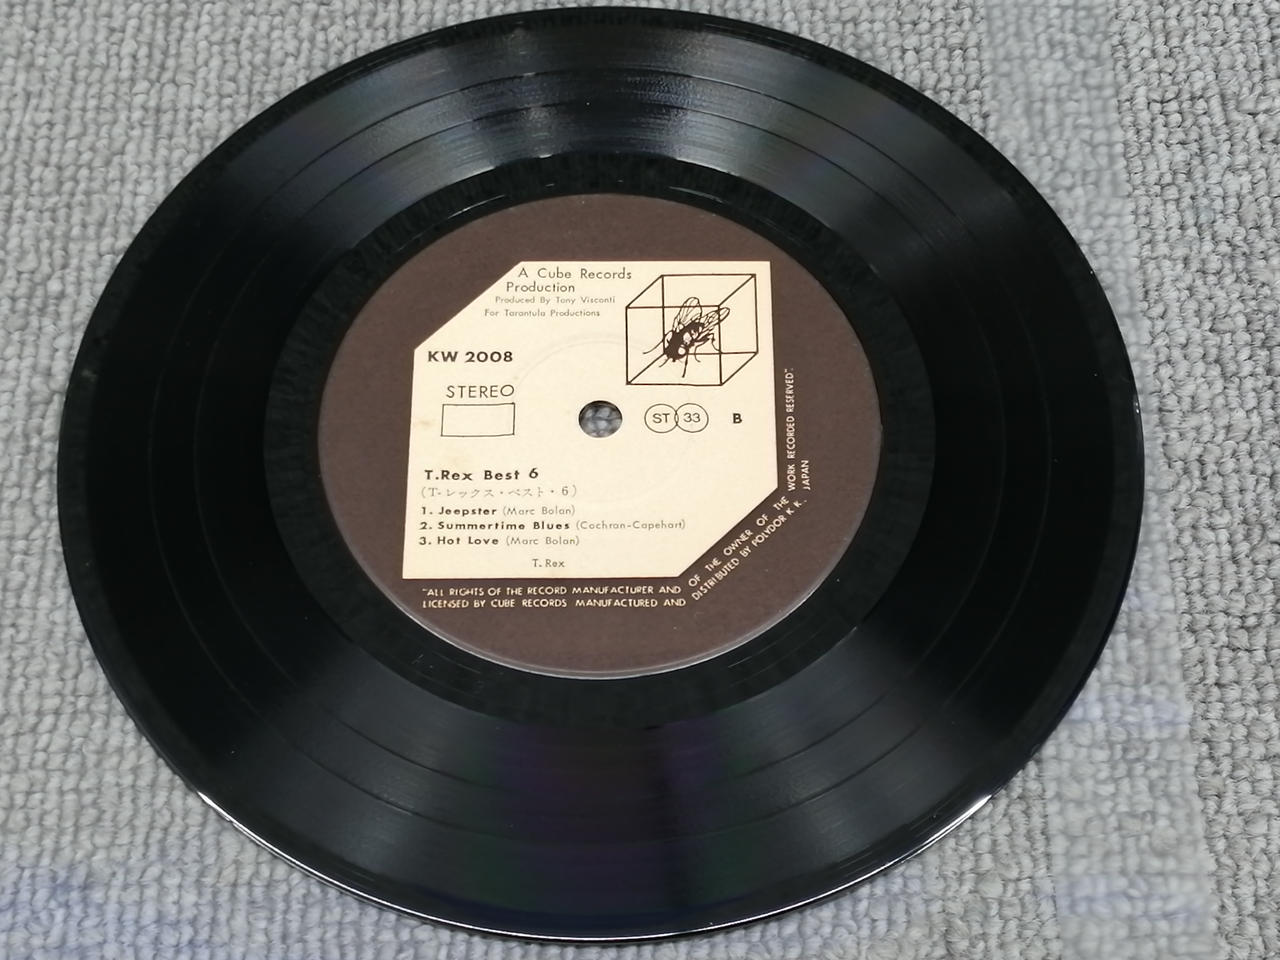 A Cube Records
Production
Produced By Tony Visconti
For Tarantula Productions
KW 2008
STEREO
ST 33
B
T.Rex Best 6
(T-レックス・ベスト・6)
1. Jeepster (Marc Bolan)
2. Summertime Blues (Cochran-Capehart)
3. Hot Love (Marc Bolan)
T. Rex
"ALL RIGHTS OF THE RECORD MANUFACTURER AND OF THE OWNER OF THE WORK RECORDED RESERVED".
LICENSED BY CUBE RECORDS MANUFACTURED AND DISTRIBUTED BY POLYDOR K.K. JAPAN